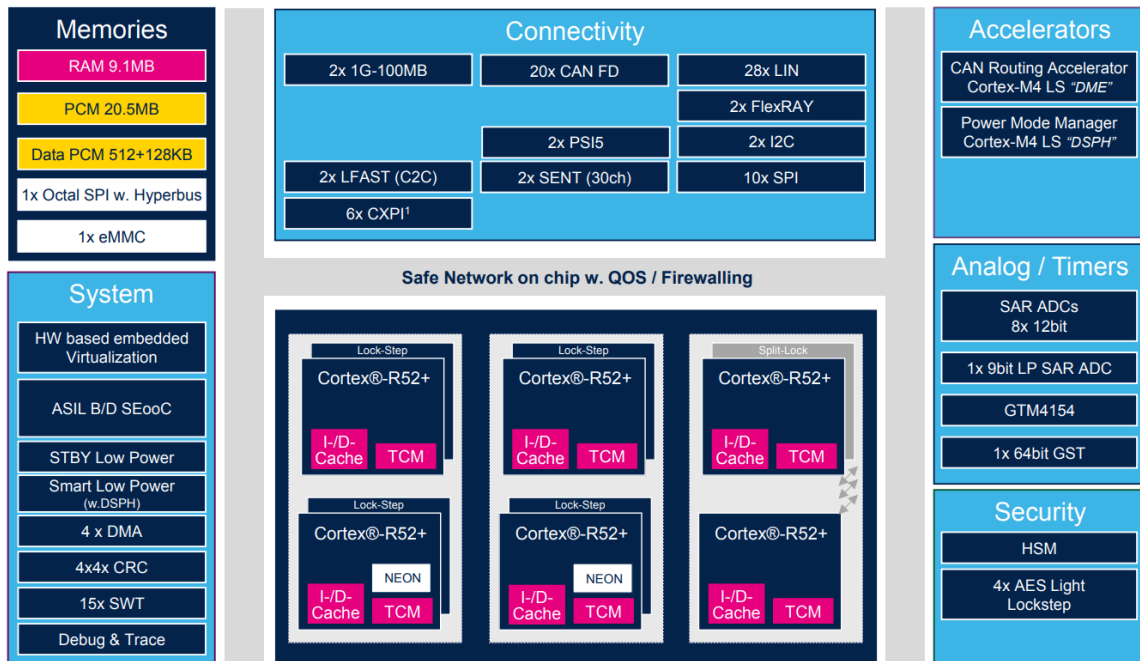 Memories
RAM 9.1MB
PCM 20.5MB
Data PCM 512+128KB
1x Octal SPI w. Hyperbus
1x eMMC
System
HW based embedded
Virtualization
ASIL B/D SEooC
STBY Low Power
Smart Low Power
(w.DSPH)
4 x DMA
4x4x CRC
15x SWT
Debug & Trace
Connectivity
2x 1G-100MB
20x CAN FD
28x LIN
2x FlexRAY
2x PSI5
2x I2C
2x LFAST (C2C)
2x SENT (30ch)
10x SPI
6x CXPI¹
Safe Network on chip w. QOS / Firewalling
Lock-Step
Cortex®-R52+
I-/D-
Cache
TCM
Lock-Step
Cortex®-R52+
I-/D-
Cache
TCM
Split-Lock
Cortex®-R52+
I-/D-
Cache
TCM
Lock-Step
Cortex®-R52+
NEON
I-/D-
Cache
TCM
Lock-Step
Cortex®-R52+
NEON
I-/D-
Cache
TCM
Cortex®-R52+
I-/D-
Cache
TCM
Accelerators
CAN Routing Accelerator
Cortex-M4 LS “DME”
Power Mode Manager
Cortex-M4 LS “DSPH”
Analog / Timers
SAR ADCs
8x 12bit
1x 9bit LP SAR ADC
GTM4154
1x 64bit GST
Security
HSM
4x AES Light
Lockstep